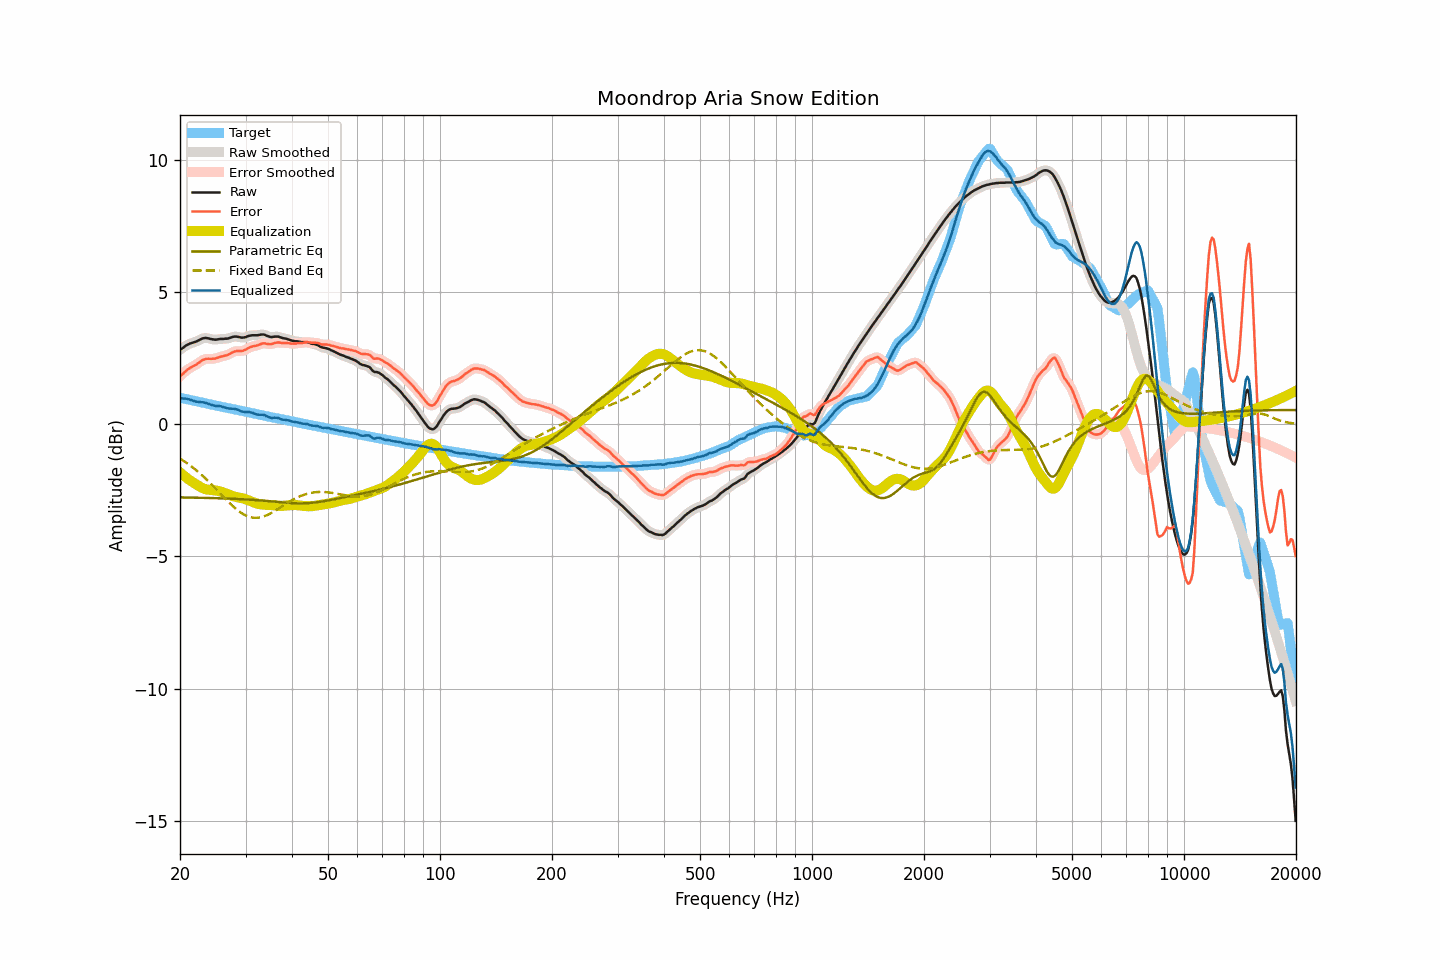 Moondrop Aria Snow Edition
Target
Raw Smoothed
Error Smoothed
Raw
Error
Equalization
Parametric Eq
Fixed Band Eq
Equalized
10
5
0
−5
−10
−15
Amplitude (dBr)
20 50 100 200 500 1000 2000 5000 10000 20000
Frequency (Hz)